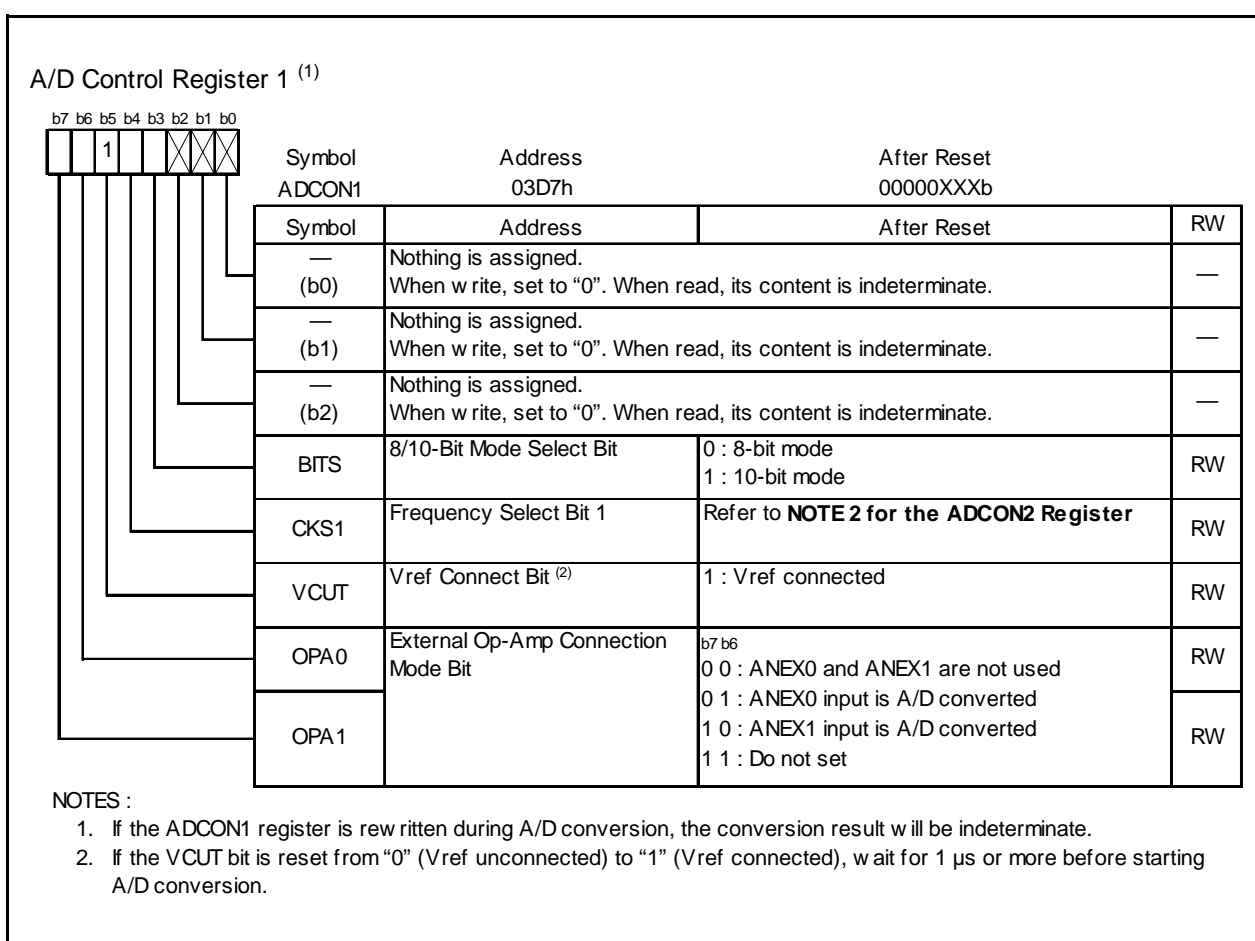 A/D Control Register 1 (1)
b7 b6 b5 b4 b3 b2 b1 b0
1
Symbol Address After Reset
ADCON1 03D7h 00000XXXb
Symbol Address After Reset RW
— (b0) Nothing is assigned. —
When write, set to “0”. When read, its content is indeterminate.
— (b1) Nothing is assigned. —
When write, set to “0”. When read, its content is indeterminate.
— (b2) Nothing is assigned. —
When write, set to “0”. When read, its content is indeterminate.
BITS 8/10-Bit Mode Select Bit 0 : 8-bit mode RW
1 : 10-bit mode
CKS1 Frequency Select Bit 1 Refer to NOTE 2 for the ADCON2 Register RW
VCUT Vref Connect Bit (2) 1 : Vref connected RW
OPA0 External Op-Amp Connection b7 b6 RW
Mode Bit 0 0 : ANEX0 and ANEX1 are not used
0 1 : ANEX0 input is A/D converted
OPA1 1 0 : ANEX1 input is A/D converted RW
1 1 : Do not set
NOTES :
1. If the ADCON1 register is rewritten during A/D conversion, the conversion result will be indeterminate.
2. If the VCUT bit is reset from “0” (Vref unconnected) to “1” (Vref connected), wait for 1 µs or more before starting
A/D conversion.